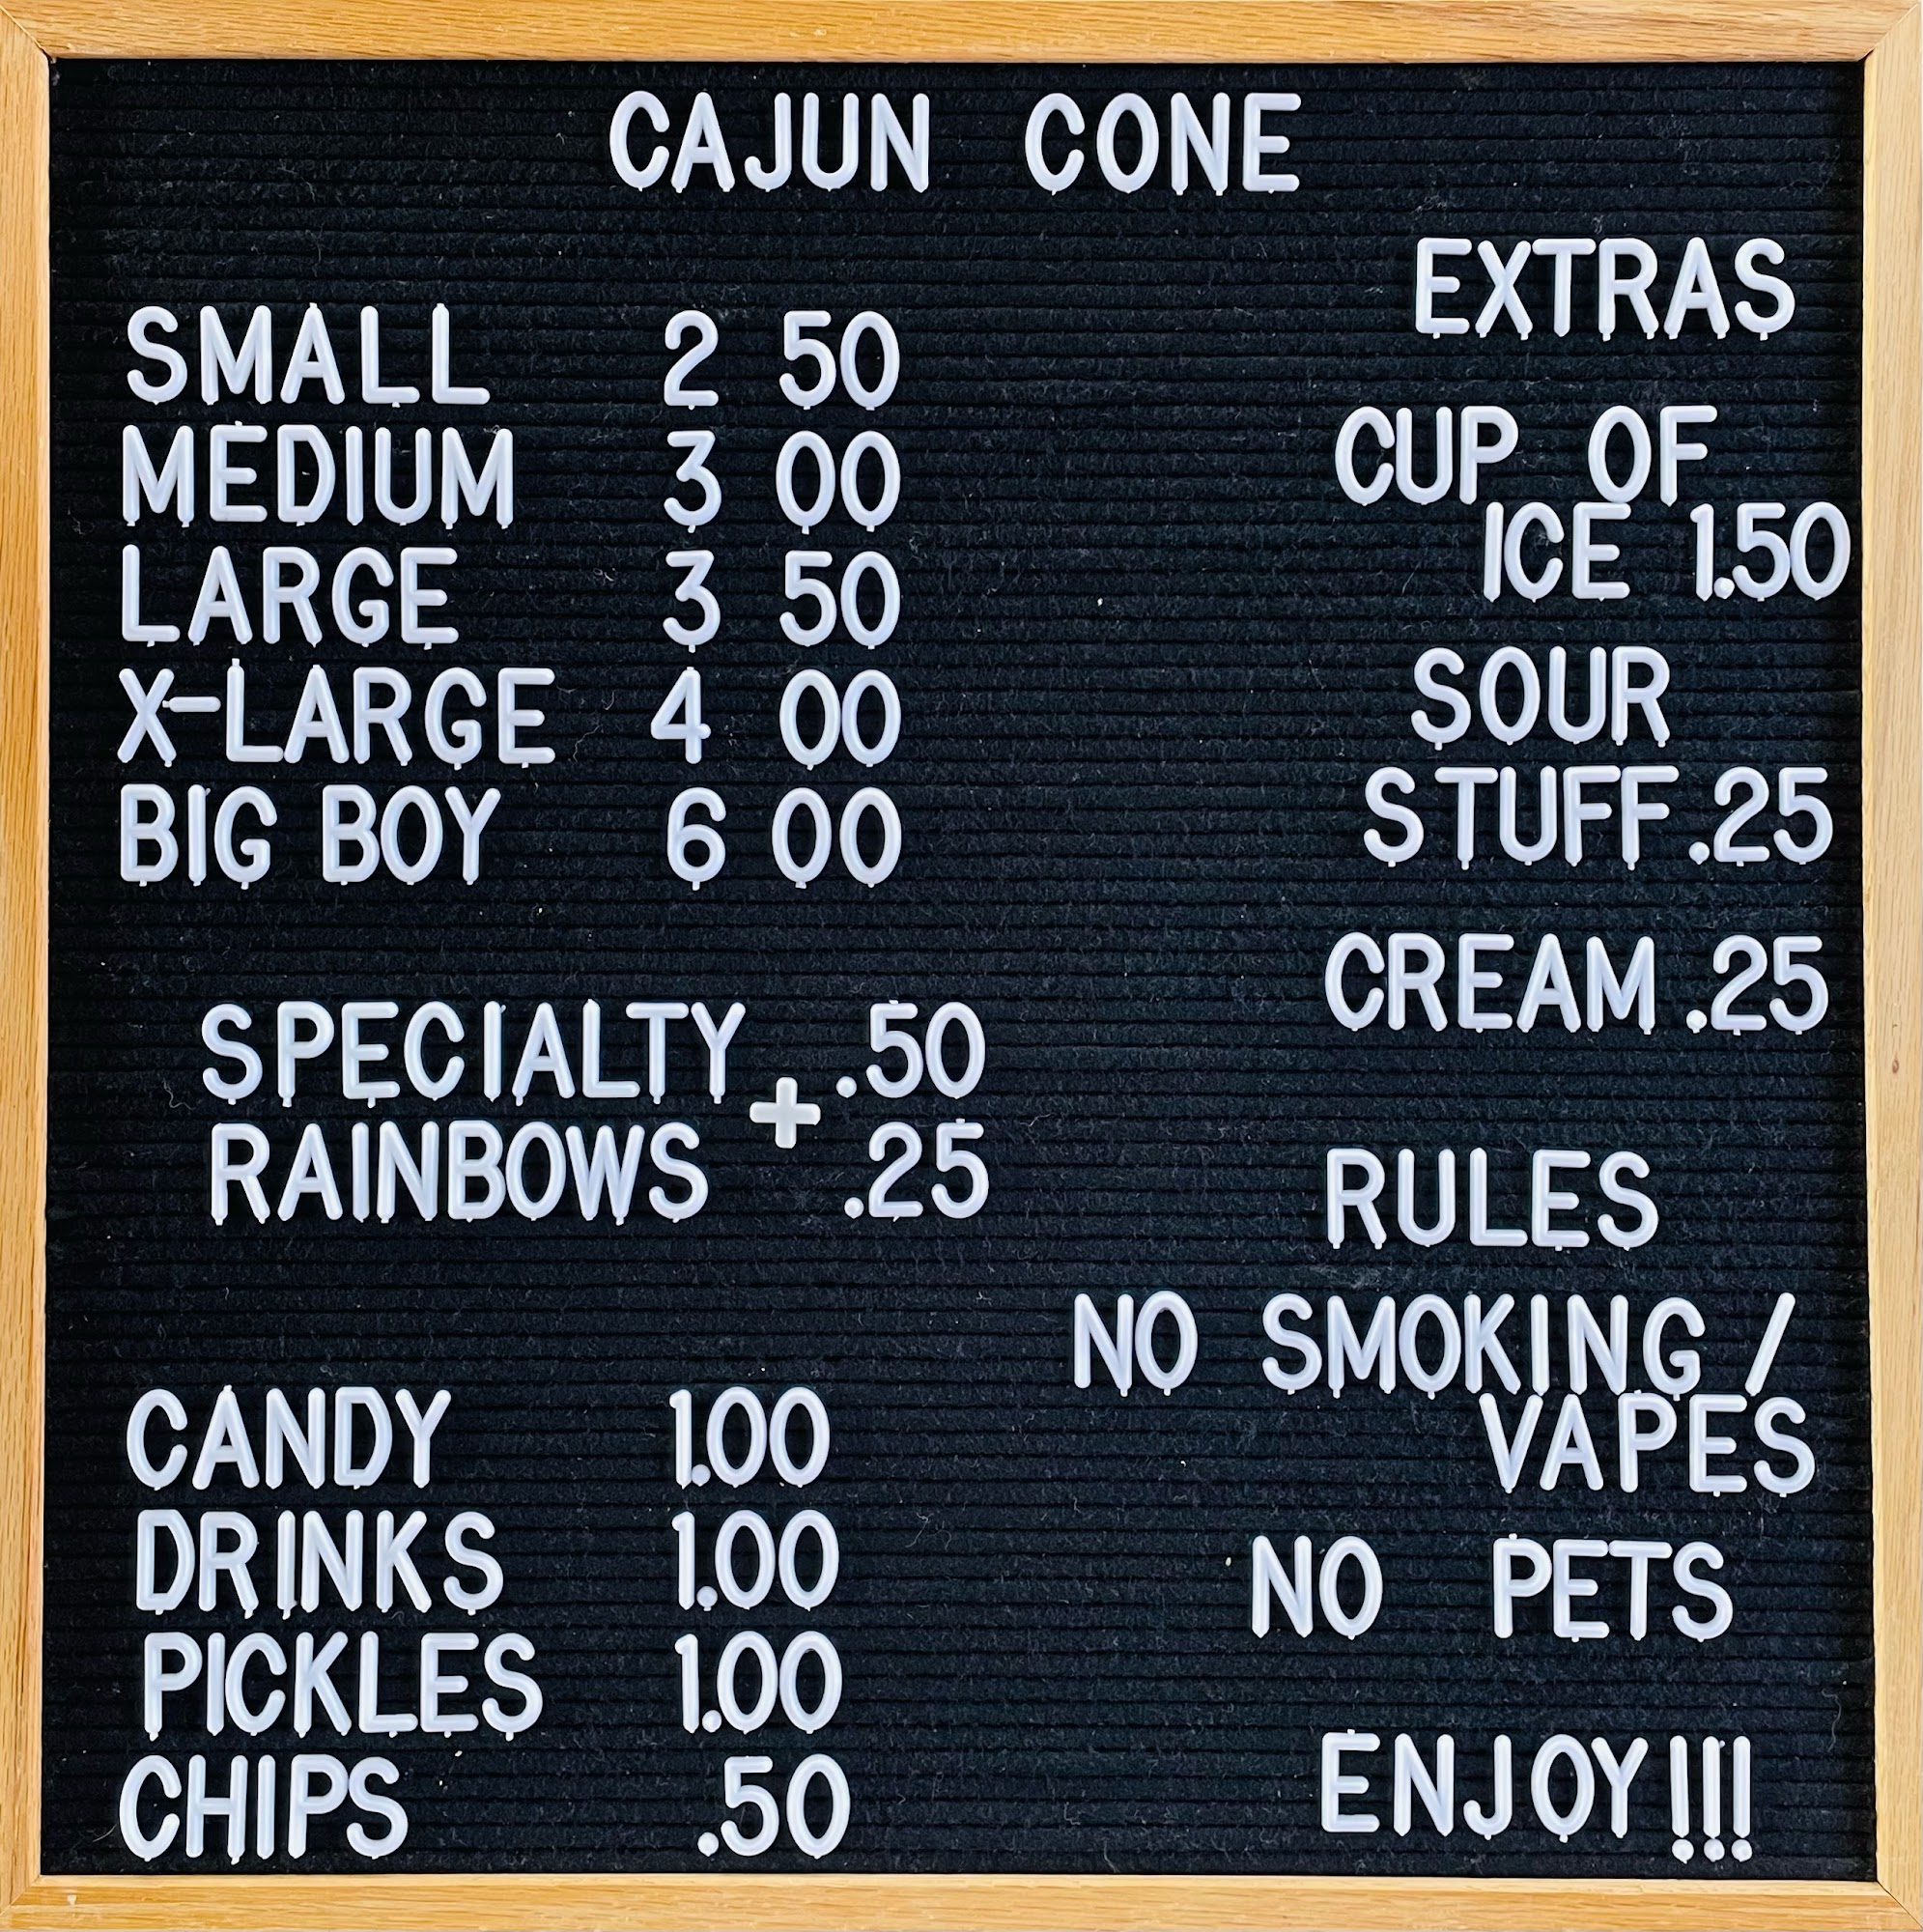 CAJUN CONE
SMALL 2 50
MEDIUM 3 00
LARGE 3 50
X-LARGE 4 00
BIG BOY 6 00
SPECIALTY + .50
RAINBOWS .25
CANDY 1.00
DRINKS 1.00
PICKLES 1.00
CHIPS .50
EXTRAS
CUP OF
ICE 1.50
SOUR
STUFF .25
CREAM .25
RULES
NO SMOKING /
VAPES
NO PETS
ENJOY!!!